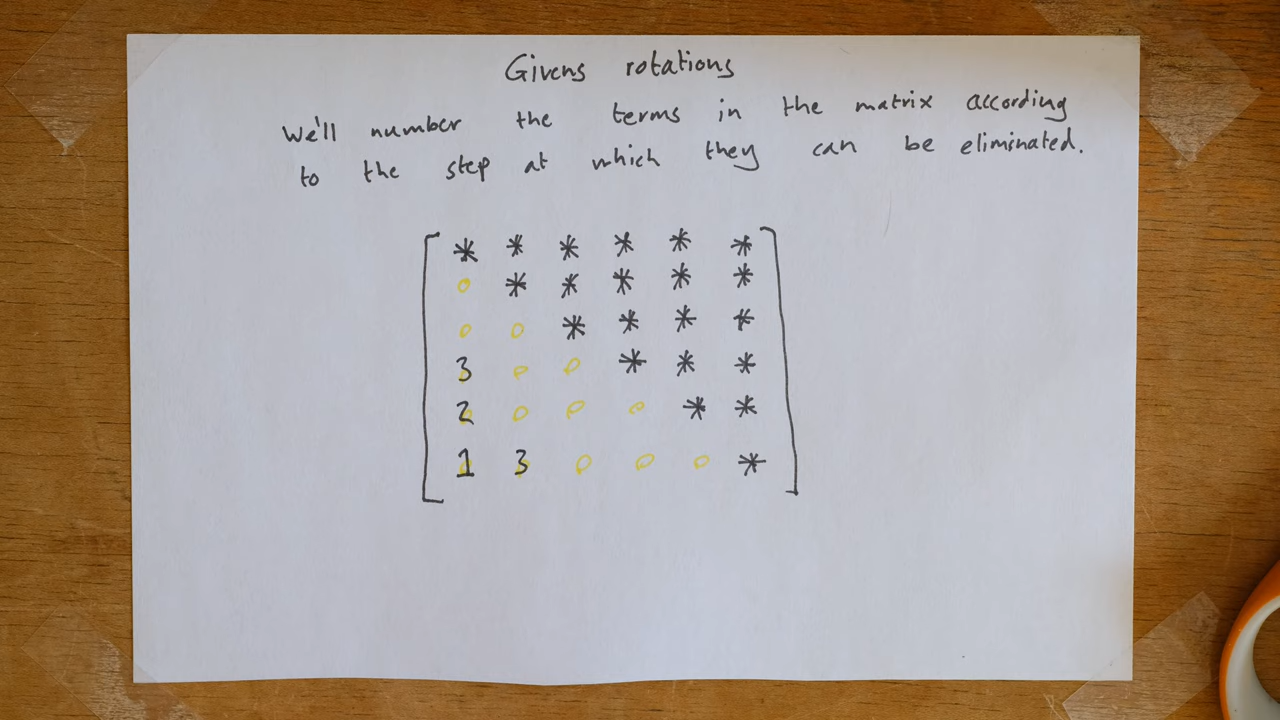 Givens rotations
We'll number the terms in the matrix according
to the step at which they can be eliminated.
* * * * * *
0 * * * * *
0 0 * * * *
3 0 0 * * *
2 0 0 0 * *
1 3 0 0 0 *